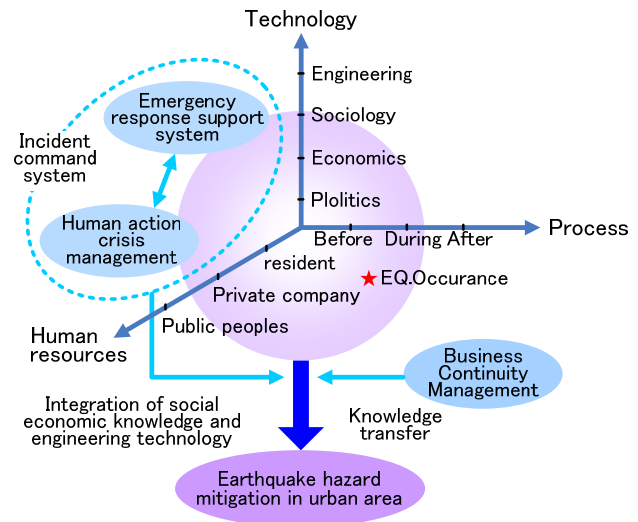 Technology
Engineering
Sociology
Economics
Plolitics
Emergency
response support
system
Incident
command
system
Human action
crisis
management
Process
Before
During After
EQ.Occurance
resident
Private company
Public peoples
Human
resources
Business
Continuity
Management
Integration of social
economic knowledge and
engineering technology
Knowledge
transfer
Earthquake hazard
mitigation in urban area